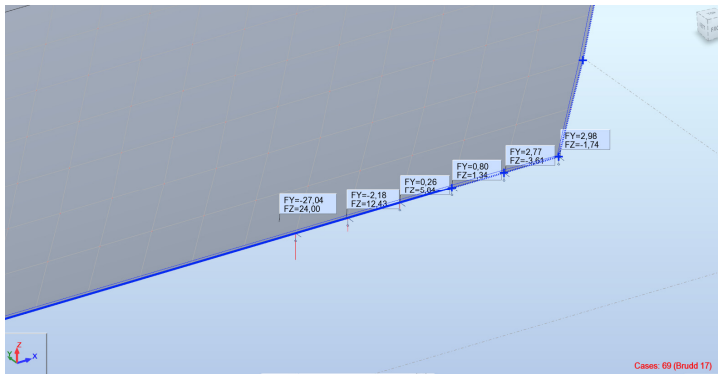 FY=2,98
FZ=-1,74
FY=2,77
FZ=-3,61
FY=0,80
FZ=1,34
FY=0,26
FZ=5,04
FY=-2,18
FZ=12,43
FY=-27,04
FZ=24,00
Z
Y
X
Cases: 69 (Brudd 17)